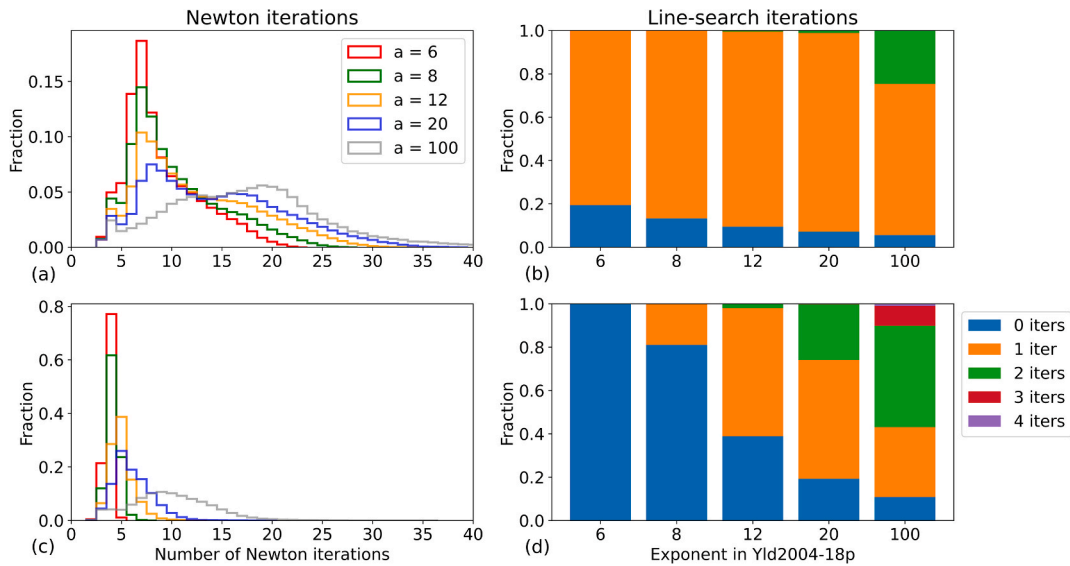 Newton iterations
Line-search iterations
Fraction
0.15
0.10
0.05
0.00
a = 6
a = 8
a = 12
a = 20
a = 100
0 5 10 15 20 25 30 35 40
(a)
Fraction
1.0
0.8
0.6
0.4
0.2
0.0
6 8 12 20 100
(b)
Fraction
0.8
0.6
0.4
0.2
0.0
0 5 10 15 20 25 30 35 40
(c)
Number of Newton iterations
Fraction
1.0
0.8
0.6
0.4
0.2
0.0
6 8 12 20 100
(d)
Exponent in Yld2004-18p
0 iters
1 iter
2 iters
3 iters
4 iters